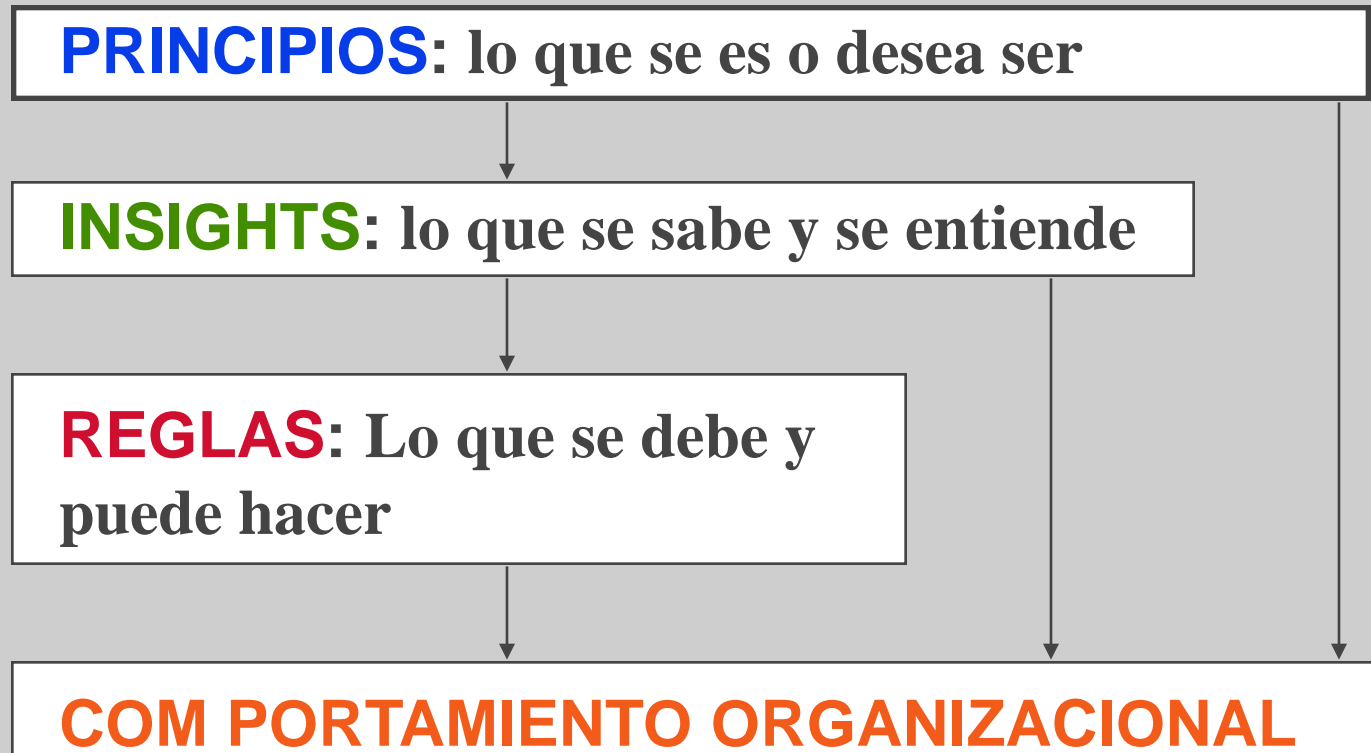 PRINCIPIOS: lo que se es o desea ser
INSIGHTS: lo que se sabe y se entiende
REGLAS: Lo que se debe y
puede hacer
COM PORTAMIENTO ORGANIZACIONAL